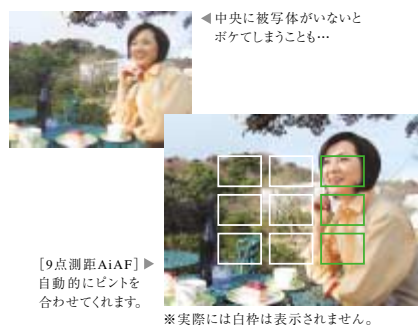 ◀中央に被写体がいないと
ボケてしまうことも…
[9点測距AiAF]▶
自動的にピントを
合わせてくれます。
※実際には白枠は表示されません。